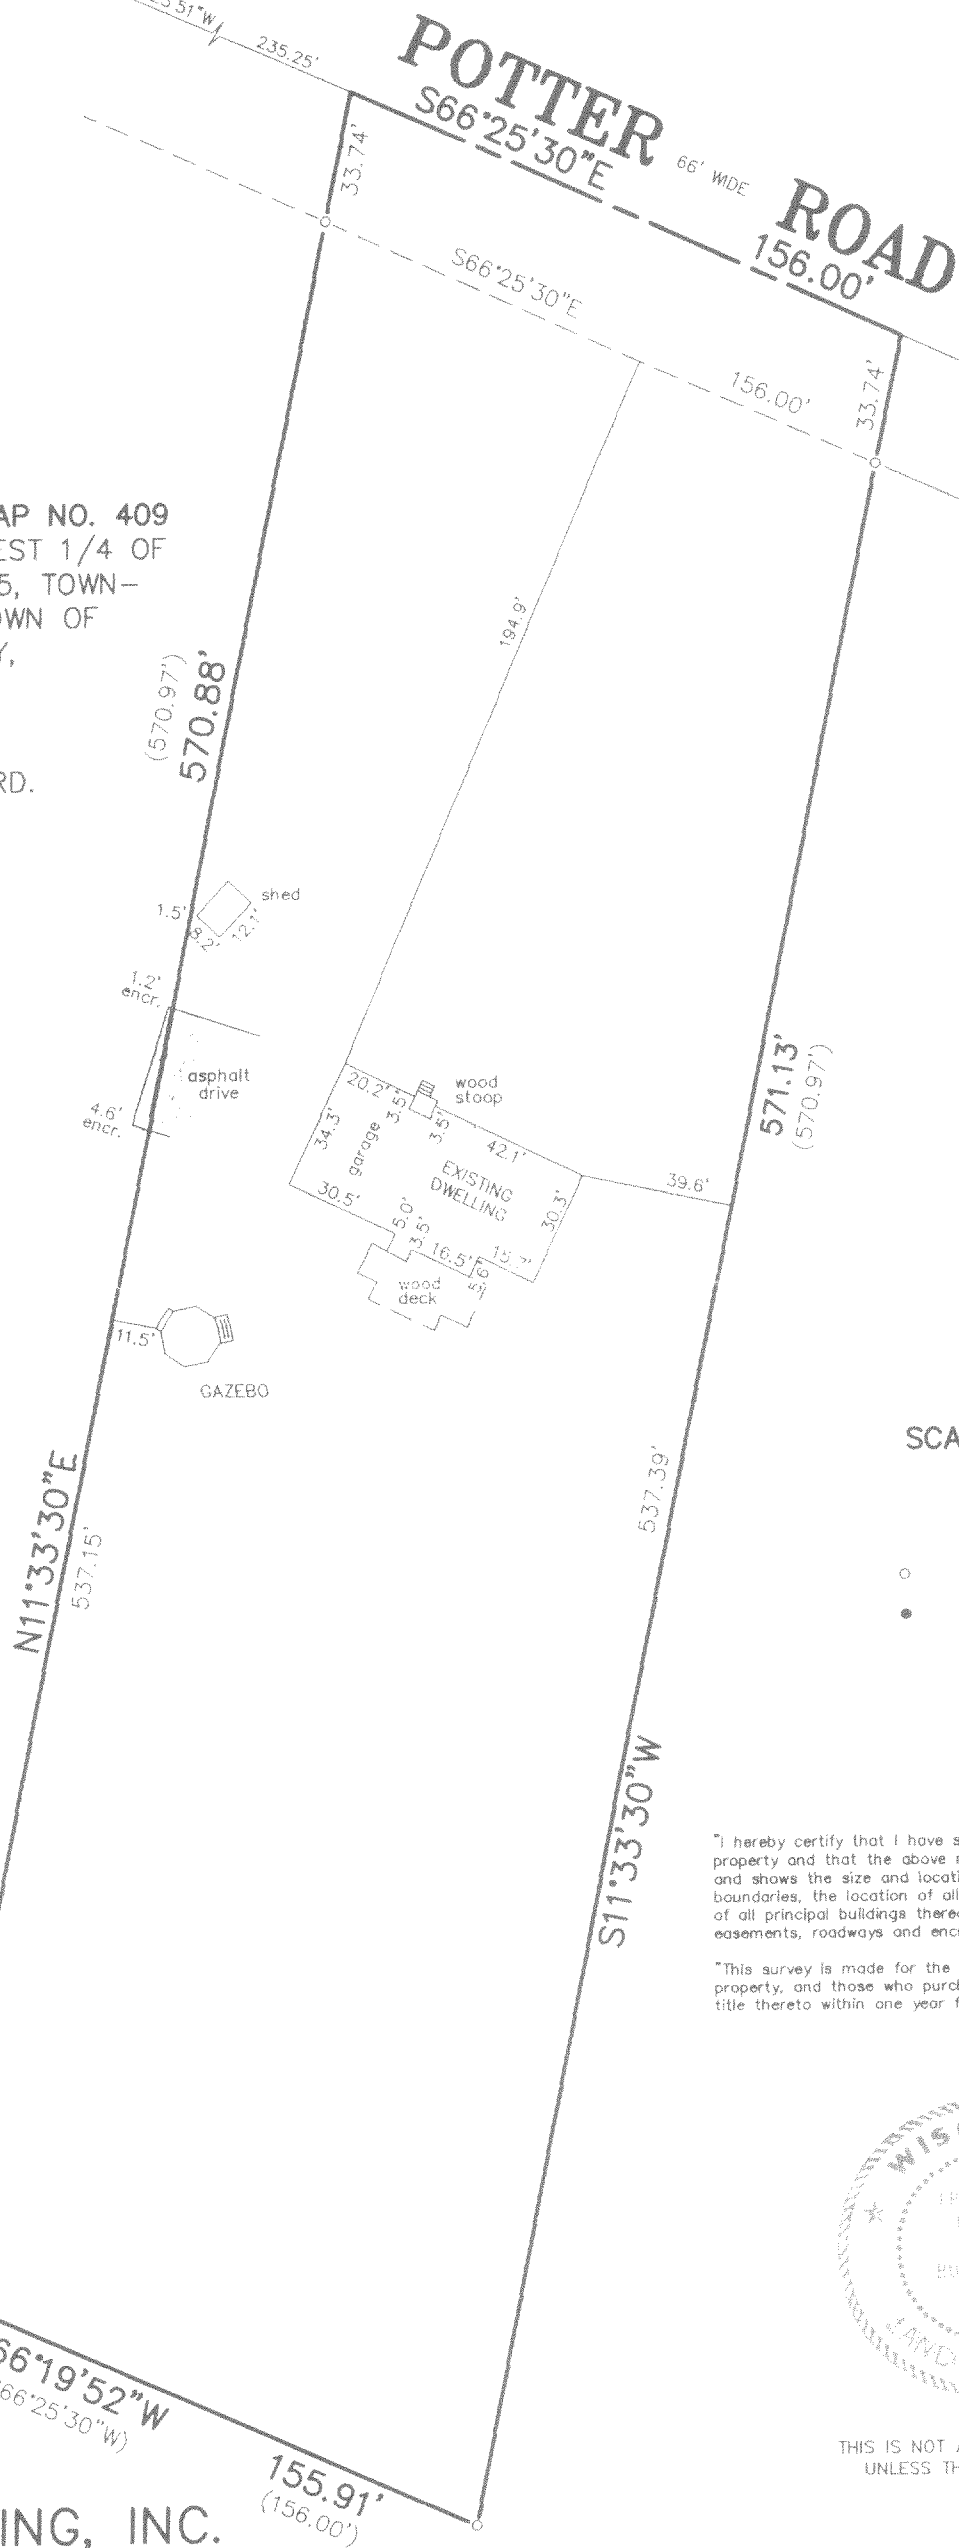 25'51"W
235.25'
POTTER
66' WIDE
ROAD
S66°25'30"E
156.00'
33.74'
S66°25'30"E
156.00'
33.74'
AP NO. 409
EST 1/4 OF
5, TOWN-
OWN OF
Y,
RD.
194.9'
570.88'
(570.97')
shed
1.5'
8.2'
12.1'
1.2'
encr.
asphalt
drive
4.6'
encr.
20.2'
3.5'
wood
stoop
3.5'
34.3'
garage
42.1'
EXISTING
DWELLING
30.5'
5.0'
3.5'
16.5'
15.7'
30.3'
39.6'
wood
deck
571.13'
(570.97')
11.5'
GAZEBO
N11°33'30"E
537.15'
537.39'
S11°33'30"W
SCA
"I hereby certify that I have s
property and that the above
and shows the size and locati
boundaries, the location of all
of all principal buildings there
easements, roadways and enc
"This survey is made for the
property, and those who purc
title thereto within one year f
WIS
LAND
66°19'52"W
66°25'30"W)
155.91'
(156.00')
THIS IS NOT
UNLESS TH
ING, INC.